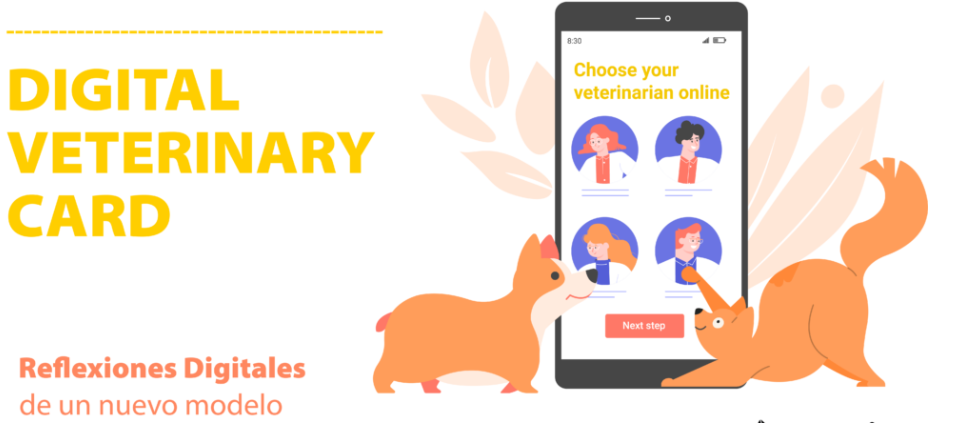 DIGITAL
VETERINARY
CARD
Reflexiones Digitales
de un nuevo modelo
8:30
Choose your
veterinarian online
Next step